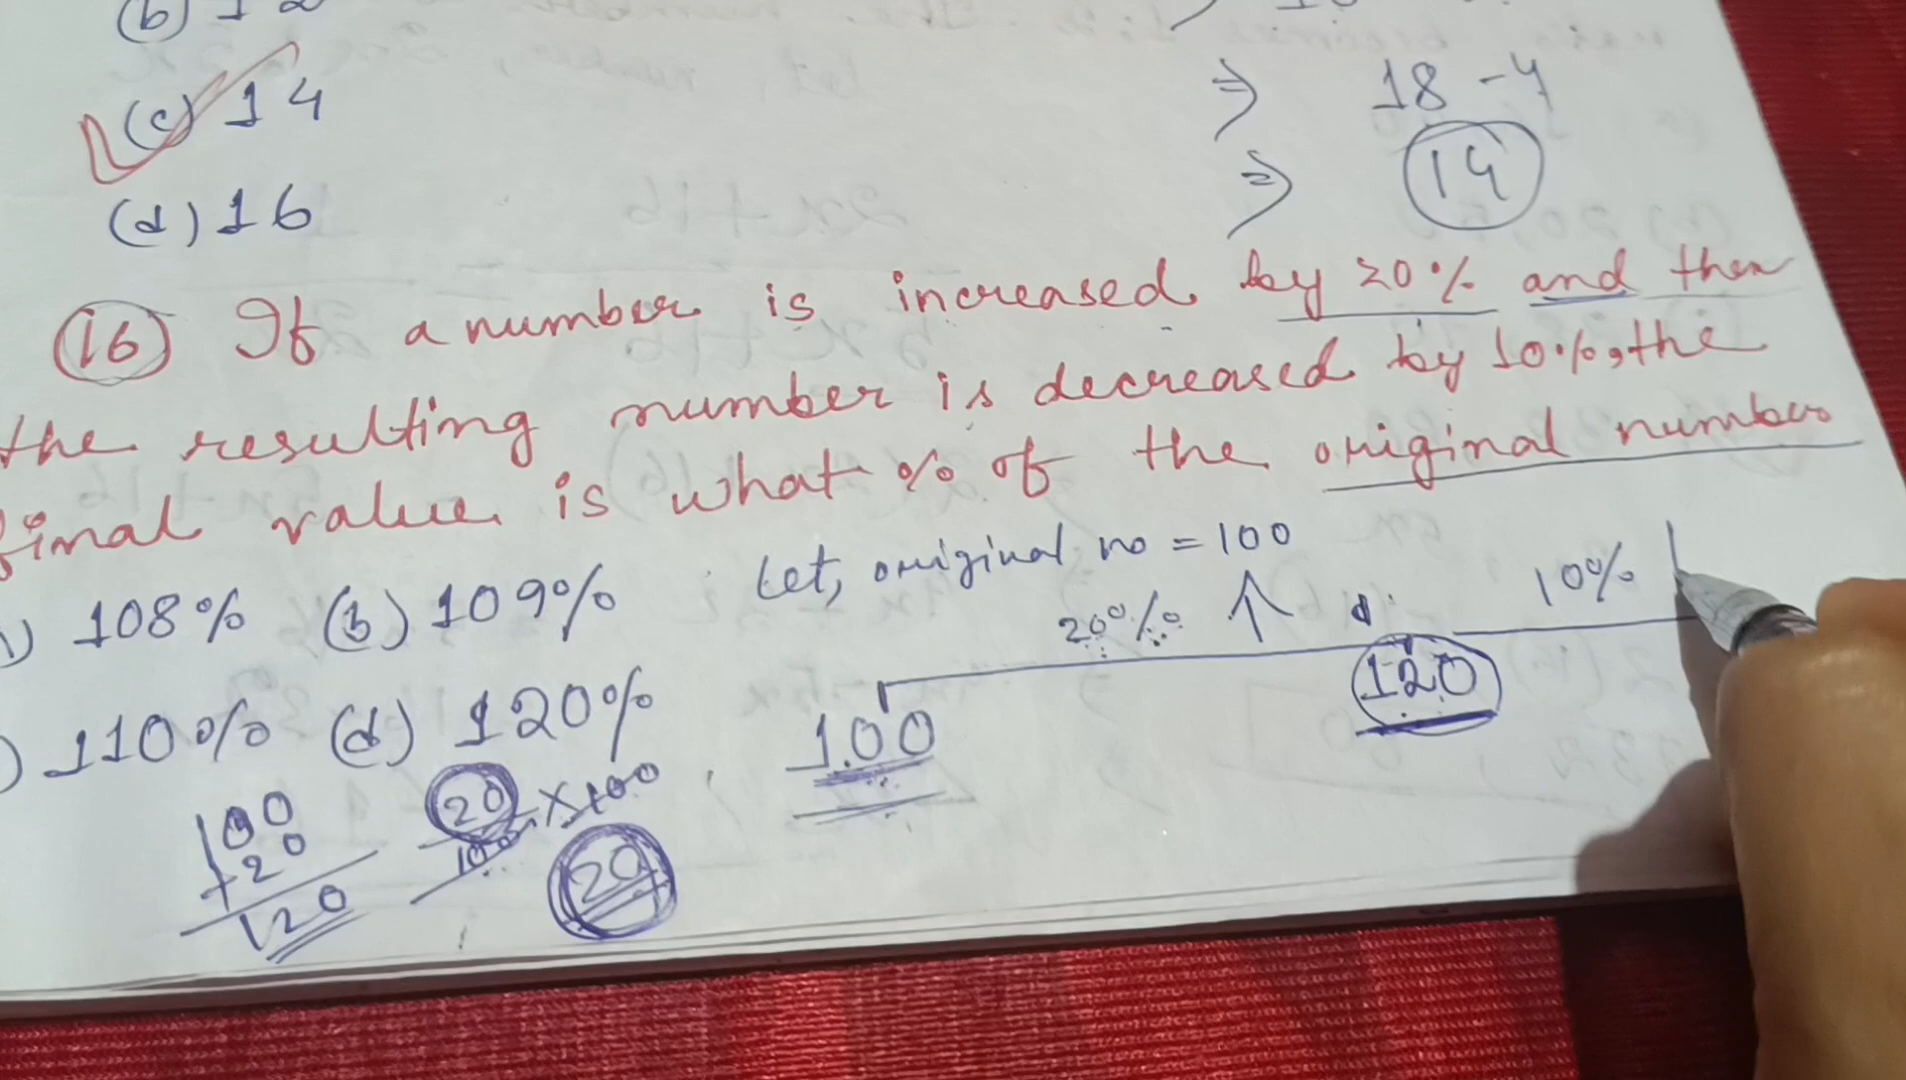 (c) 14
⇒ 18 - 4
(d) 16
⇒ 14
(16) If a number is increased by 20% and then
the resulting number is decreased by 10%, the
final value is what % of the original number
Let, original no = 100
108% (b) 109%
20% ↑ d 10%
110% (d) 120%
100 120
100
+20
120
20/100 × 100
20